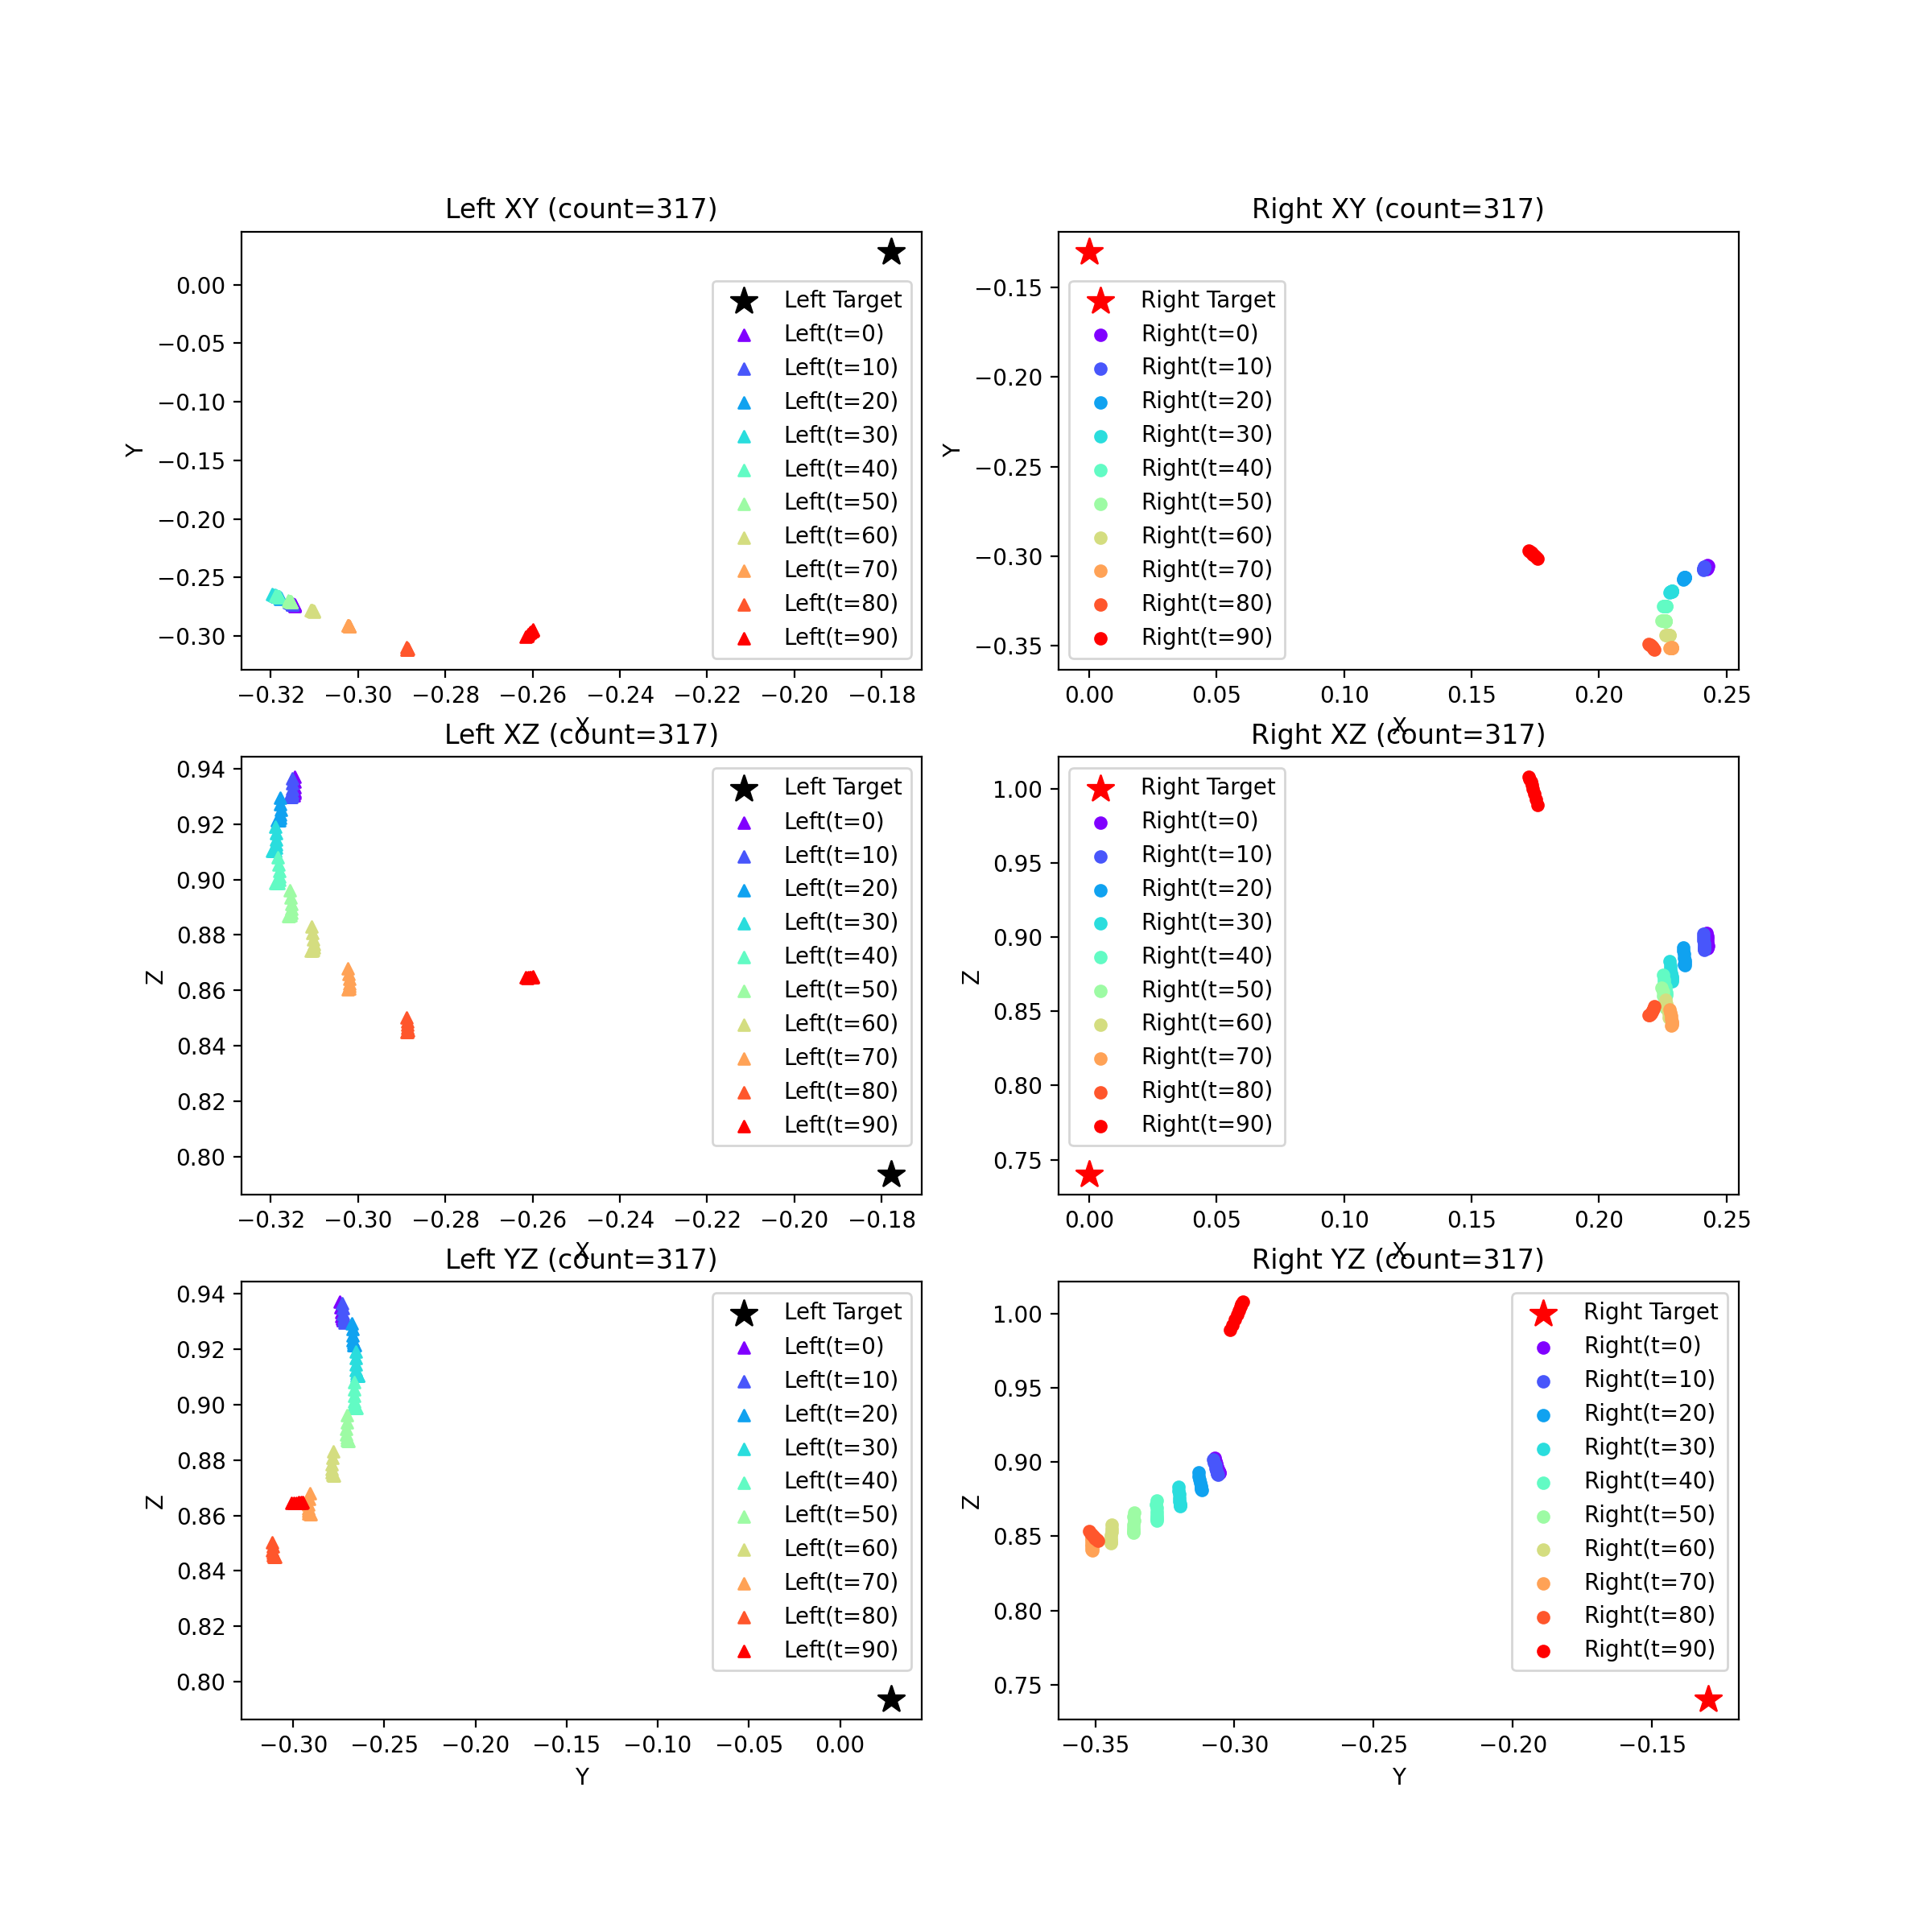 Left XY (count=317)
0.00
−0.05
−0.10
−0.15
−0.20
−0.25
−0.30
Y
Left Target
Left(t=0)
Left(t=10)
Left(t=20)
Left(t=30)
Left(t=40)
Left(t=50)
Left(t=60)
Left(t=70)
Left(t=80)
Left(t=90)
−0.32 −0.30 −0.28 −0.26 −0.24 −0.22 −0.20 −0.18
X
Right XY (count=317)
−0.15
−0.20
−0.25
−0.30
−0.35
Y
Right Target
Right(t=0)
Right(t=10)
Right(t=20)
Right(t=30)
Right(t=40)
Right(t=50)
Right(t=60)
Right(t=70)
Right(t=80)
Right(t=90)
0.00 0.05 0.10 0.15 0.20 0.25
X
Left XZ (count=317)
0.94
0.92
0.90
0.88
0.86
0.84
0.82
0.80
Z
Left Target
Left(t=0)
Left(t=10)
Left(t=20)
Left(t=30)
Left(t=40)
Left(t=50)
Left(t=60)
Left(t=70)
Left(t=80)
Left(t=90)
−0.32 −0.30 −0.28 −0.26 −0.24 −0.22 −0.20 −0.18
X
Right XZ (count=317)
1.00
0.95
0.90
0.85
0.80
0.75
Z
Right Target
Right(t=0)
Right(t=10)
Right(t=20)
Right(t=30)
Right(t=40)
Right(t=50)
Right(t=60)
Right(t=70)
Right(t=80)
Right(t=90)
0.00 0.05 0.10 0.15 0.20 0.25
X
Left YZ (count=317)
0.94
0.92
0.90
0.88
0.86
0.84
0.82
0.80
Z
Left Target
Left(t=0)
Left(t=10)
Left(t=20)
Left(t=30)
Left(t=40)
Left(t=50)
Left(t=60)
Left(t=70)
Left(t=80)
Left(t=90)
−0.30 −0.25 −0.20 −0.15 −0.10 −0.05 0.00
Y
Right YZ (count=317)
1.00
0.95
0.90
0.85
0.80
0.75
Z
Right Target
Right(t=0)
Right(t=10)
Right(t=20)
Right(t=30)
Right(t=40)
Right(t=50)
Right(t=60)
Right(t=70)
Right(t=80)
Right(t=90)
−0.35 −0.30 −0.25 −0.20 −0.15
Y